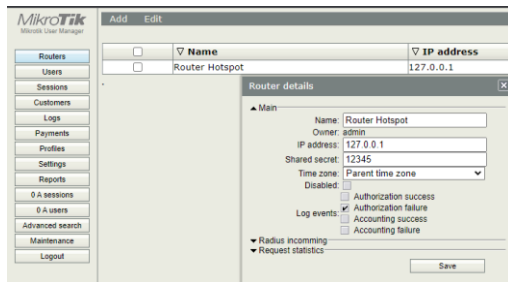 MikroTik
Mikrotik User Manager
Add Edit
Routers
Users
Sessions
Customers
Logs
Payments
Profiles
Settings
Reports
0 A sessions
0 A users
Advanced search
Maintenance
Logout
▽ Name ▽ IP address
Router Hotspot 127.0.0.1
Router details
Main
Name: Router Hotspot
Owner: admin
IP address: 127.0.0.1
Shared secret: 12345
Time zone: Parent time zone
Disabled:
Log events:
Authorization success
Authorization failure
Accounting success
Accounting failure
Radius incomming
Request statistics
Save